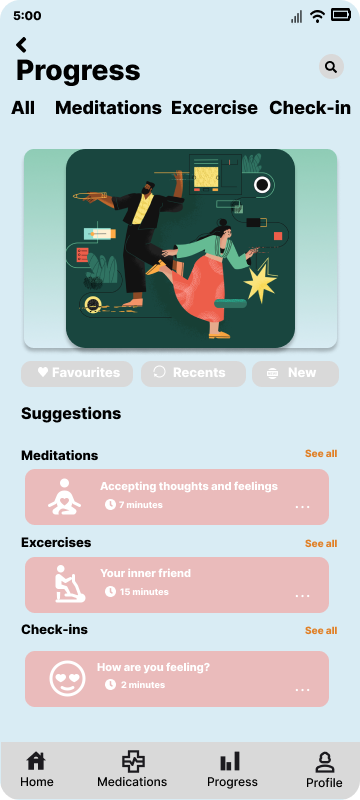 5:00
Progress
All Meditations Excercise Check-in
Favourites Recents New
Suggestions
Meditations See all
Accepting thoughts and feelings
7 minutes ...
Excercises See all
Your inner friend
15 minutes ...
Check-ins See all
How are you feeling?
2 minutes ...
Home Medications Progress Profile